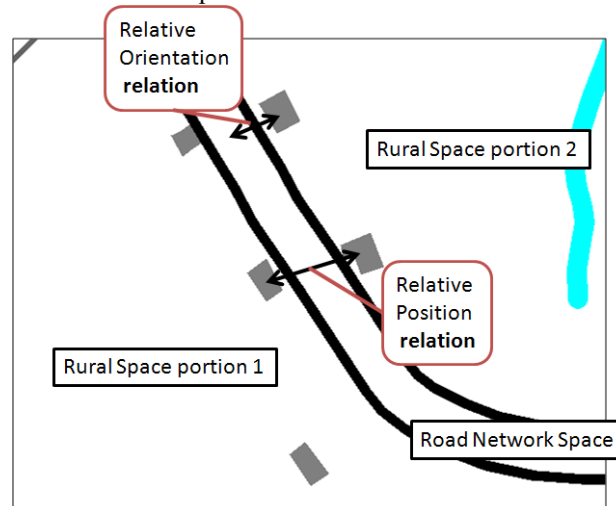 Relative
Orientation
relation
Rural Space portion 2
Relative
Position
relation
Rural Space portion 1
Road Network Space